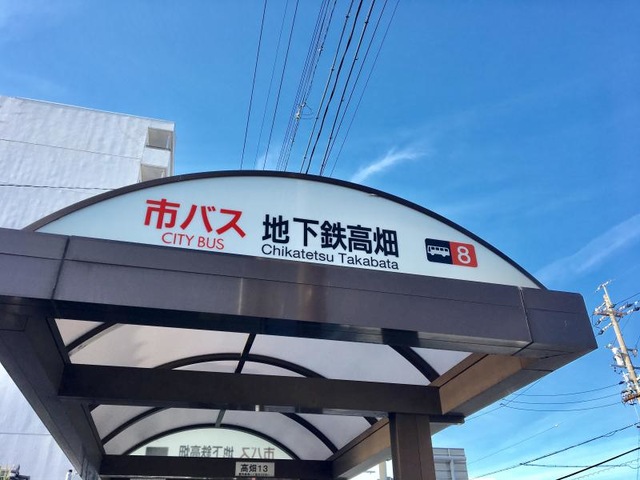 市バス
CITY BUS
地下鉄高畑
Chikatetsu Takabata
8
市バス 地下鉄高畑
高畑13